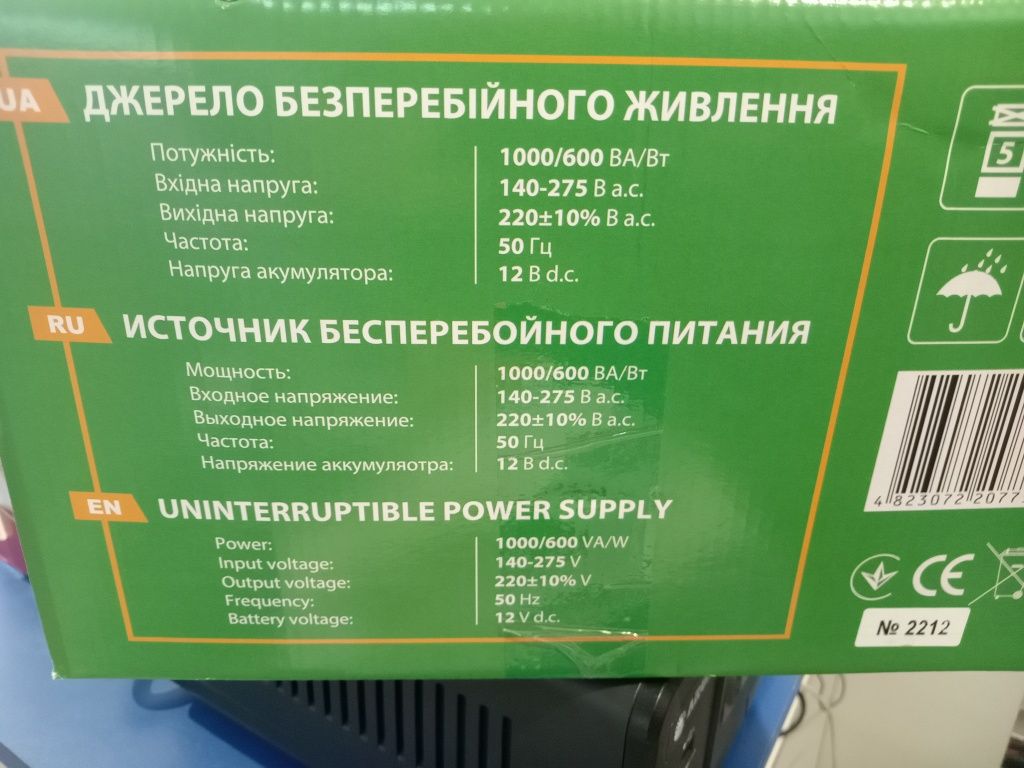 UA
ДЖЕРЕЛО БЕЗПЕРЕБІЙНОГО ЖИВЛЕННЯ
Потужність: 1000/600 ВА/Вт
Вхідна напруга: 140-275 В a.c.
Вихідна напруга: 220±10% В a.c.
Частота: 50 Гц
Напруга акумулятора: 12 В d.c.
5
RU
ИСТОЧНИК БЕСПЕРЕБОЙНОГО ПИТАНИЯ
Мощность: 1000/600 ВА/Вт
Входное напряжение: 140-275 В a.c.
Выходное напряжение: 220±10% В a.c.
Частота: 50 Гц
Напряжение аккумуляотра: 12 В d.c.
4 823072 2077
EN
UNINTERRUPTIBLE POWER SUPPLY
Power: 1000/600 VA/W
Input voltage: 140-275 V
Output voltage: 220±10% V
Frequency: 50 Hz
Battery voltage: 12 V d.c.
CE
№ 2212